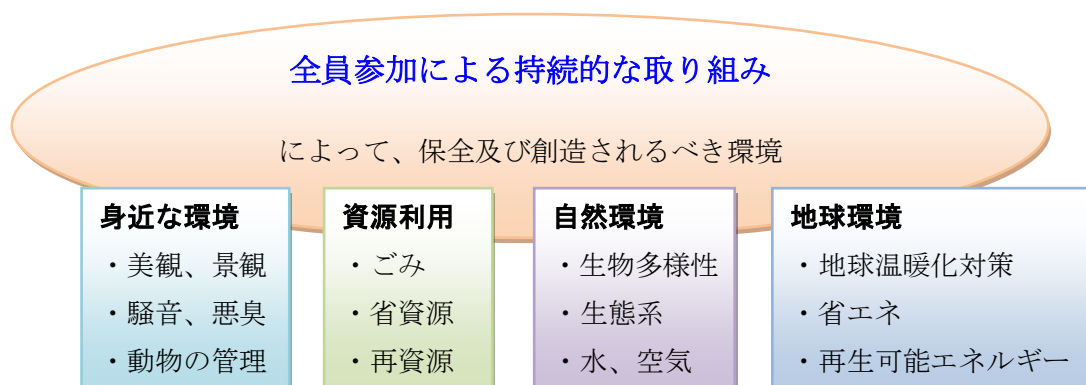 全員参加による持続的な取り組み
によって、保全及び創造されるべき環境
身近な環境
・美観、景観
・騒音、悪臭
・動物の管理
資源利用
・ごみ
・省資源
・再資源
自然環境
・生物多様性
・生態系
・水、空気
地球環境
・地球温暖化対策
・省エネ
・再生可能エネルギー